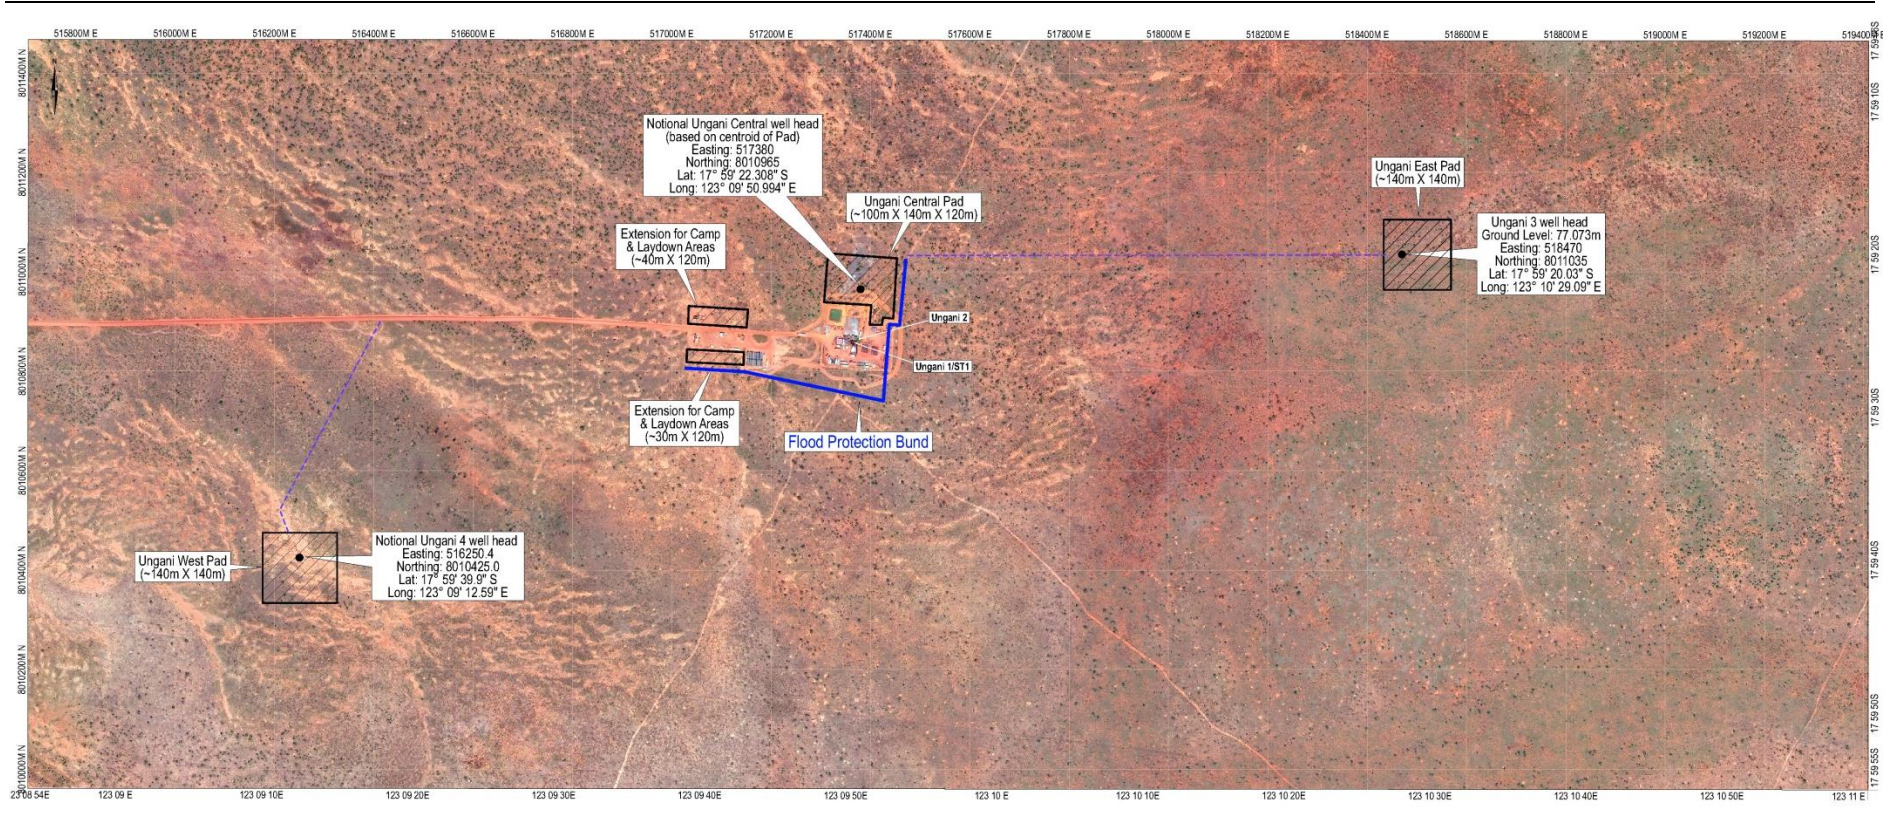 515800M E
516000M E
516200M E
516400M E
516600M E
516800M E
517000M E
517200M E
517400M E
517600M E
517800M E
518000M E
518200M E
518400M E
518600M E
518800M E
519000M E
519200M E
8011400M N
8011200M N
8011000M N
8010800M N
8010600M N
8010400M N
8010200M N
8010000M N
Notional Ungani Central well head
(based on centroid of Pad)
Easting: 517380
Northing: 8010965
Lat: 17° 59' 22.308" S
Long: 123° 09' 50.994" E
Ungani Central Pad
(~100m X 140m X 120m)
Extension for Camp
& Laydown Areas
(~40m X 120m)
Ungani East Pad
(~140m X 140m)
Ungani 3 well head
Ground Level: 77.073m
Easting: 518470
Northing: 8011035
Lat: 17° 59' 20.03" S
Long: 123° 10' 29.09" E
Ungani 2
Ungani 1/ST1
Extension for Camp
& Laydown Areas
(~30m X 120m)
Flood Protection Bund
Ungani West Pad
(~140m X 140m)
Notional Ungani 4 well head
Easting: 516250.4
Northing: 8010425.0
Lat: 17° 59' 39.9" S
Long: 123° 09' 12.59" E
17 59 10S
17 59 20S
17 59 30S
17 59 40S
17 59 50S
17 59 55S
23 08 54E
123 09 E
123 09 10E
123 09 20E
123 09 30E
123 09 40E
123 09 50E
123 10 E
123 10 10E
123 10 20E
123 10 30E
123 10 40E
123 10 50E
123 11 E